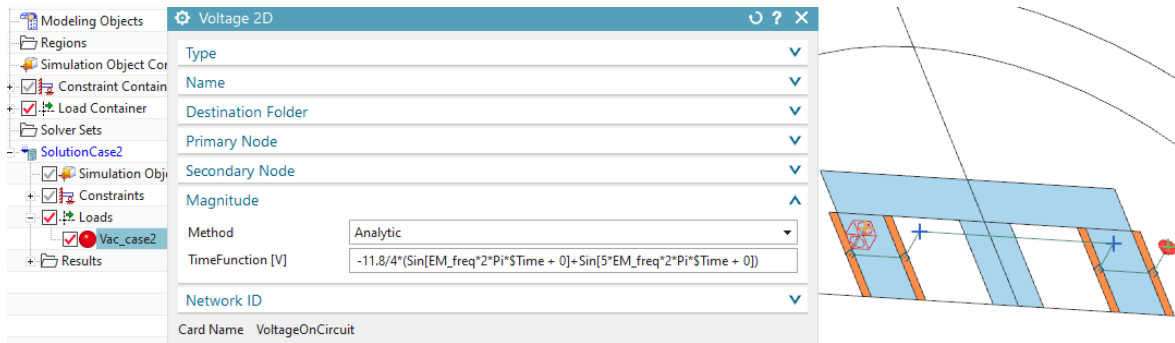 Modeling Objects
Regions
Simulation Object Cor
Constraint Contain
Load Container
Solver Sets
SolutionCase2
Simulation Obje
Constraints
Loads
Vac_case2
Results
Voltage 2D
Type
Name
Destination Folder
Primary Node
Secondary Node
Magnitude
Method Analytic
TimeFunction [V] -11.8/4*(Sin[EM_freq*2*Pi*$Time + 0]+Sin[5*EM_freq*2*Pi*$Time + 0])
Network ID
Card Name VoltageOnCircuit